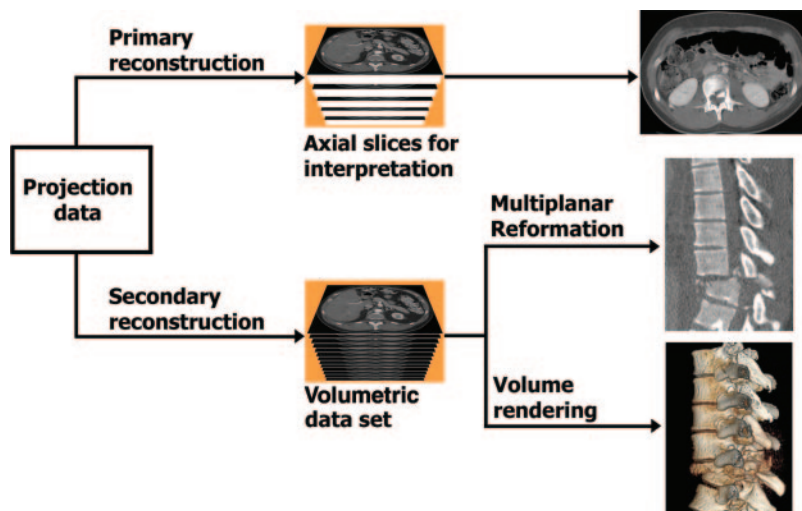 Primary
reconstruction
Axial slices for
interpretation
Projection
data
Multiplanar
Reformation
Secondary
reconstruction
Volumetric
data set
Volume
rendering